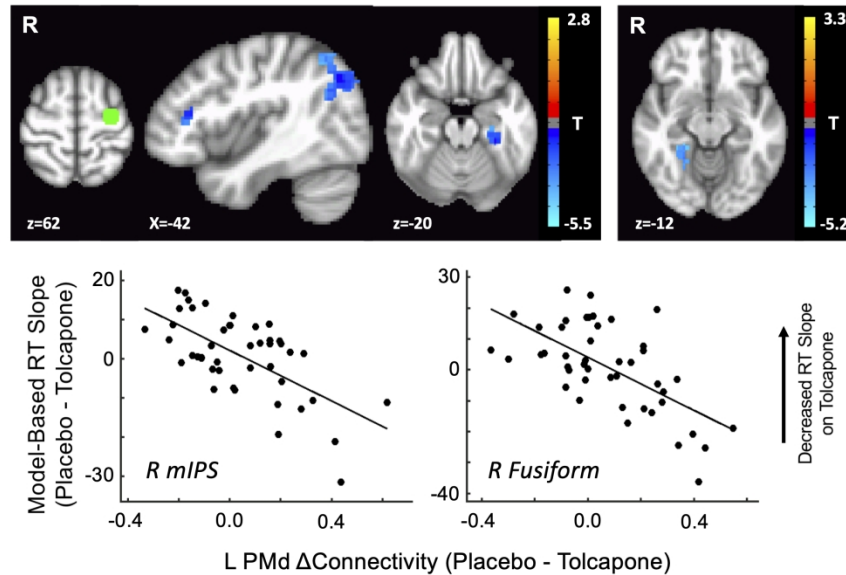 R
2.8
T
-5.5
z=62
X=-42
z=-20
R
3.3
T
-5.2
z=-12
Model-Based RT Slope
(Placebo - Tolcapone)
20
0
-30
R mIPS
-0.4
0.0
0.4
30
0
-40
R Fusiform
-0.4
0.0
0.4
Decreased RT Slope
on Tolcapone
L PMd ΔConnectivity (Placebo - Tolcapone)